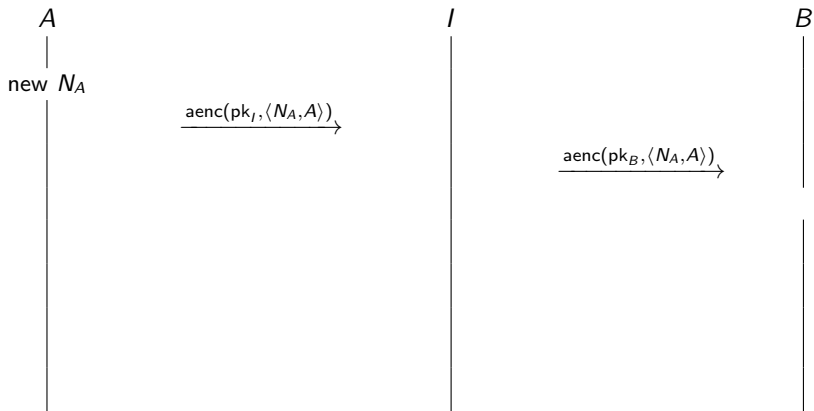 A I B
new N_A
aenc(pk_I,⟨N_A,A⟩)
aenc(pk_B,⟨N_A,A⟩)